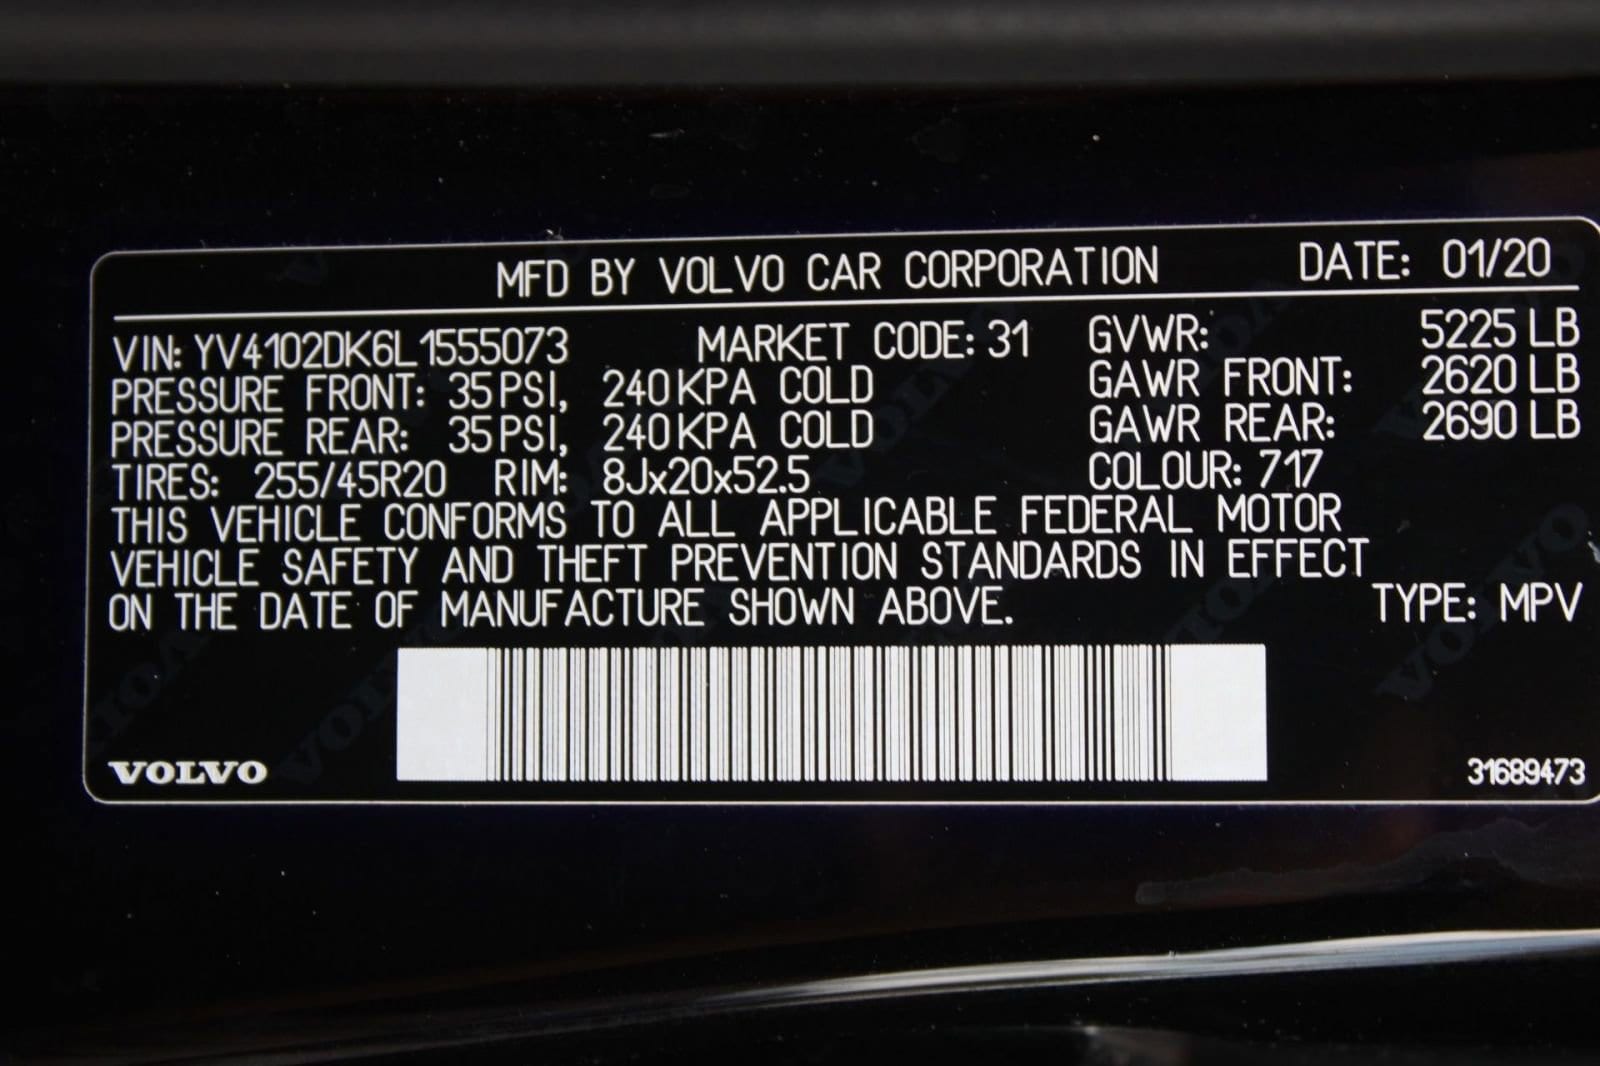 MFD BY VOLVO CAR CORPORATION DATE: 01/20
VIN: YV4102DK6L1555073 MARKET CODE: 31 GVWR: 5225 LB
PRESSURE FRONT: 35 PSI, 240 KPA COLD GAWR FRONT: 2620 LB
PRESSURE REAR: 35 PSI, 240 KPA COLD GAWR REAR: 2690 LB
TIRES: 255/45R20 RIM: 8Jx20x52.5 COLOUR: 717
THIS VEHICLE CONFORMS TO ALL APPLICABLE FEDERAL MOTOR
VEHICLE SAFETY AND THEFT PREVENTION STANDARDS IN EFFECT
ON THE DATE OF MANUFACTURE SHOWN ABOVE. TYPE: MPV
VOLVO 31689473